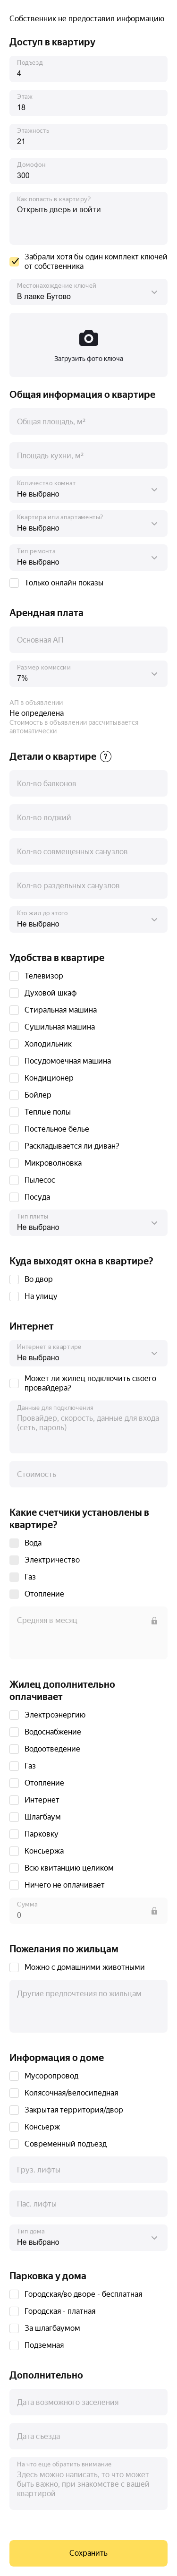 Собственник не предоставил информацию
Доступ в квартиру
Подъезд
4
Этаж
18
Этажность
21
Домофон
300
Как попасть в квартиру?
Открыть двери и войти
Забрали хотя бы один комплект ключей
от собственника
Местонахождение ключей
В лавке Бутово
Загрузить фото ключа
Общая информация о квартире
Общая площадь, м²
Площадь кухни, м²
Количество комнат
Не выбрано
Квартира или апартаменты?
Не выбрано
Тип ремонта
Не выбрано
Только онлайн показы
Арендная плата
Основная АП
Размер комиссии
7%
АП в объявлении
Не определена
Стоимость в объявлении рассчитывается
автоматически
Детали о квартире ?
Кол-во балконов
Кол-во лоджий
Кол-во совмещенных санузлов
Кол-во раздельных санузлов
Кто жил до этого
Не выбрано
Удобства в квартире
Телевизор
Духовой шкаф
Стиральная машина
Сушильная машина
Холодильник
Посудомоечная машина
Кондиционер
Бойлер
Теплые полы
Постельное белье
Раскладывается ли диван?
Микроволновка
Пылесос
Посуда
Тип плиты
Не выбрано
Куда выходят окна в квартире?
Во двор
На улицу
Интернет
Интернет в квартире
Не выбрано
Может ли жилец подключить своего
провайдера?
Данные для подключения
Провайдер, скорость, данные для входа
(сеть, пароль)
Стоимость
Какие счетчики установлены в
квартире?
Вода
Электричество
Газ
Отопление
Средняя в месяц
Жилец дополнительно
оплачивает
Электроэнергию
Водоснабжение
Водоотведение
Газ
Отопление
Интернет
Шлагбаум
Парковку
Консьержа
Всю квитанцию целиком
Ничего не оплачивает
Сумма
0
Пожелания по жильцам
Можно с домашними животными
Другие предпочтения по жильцам
Информация о доме
Мусоропровод
Колясочная/велосипедная
Закрытая территория/двор
Консьерж
Современный подъезд
Груз. лифты
Пас. лифты
Тип дома
Не выбрано
Парковка у дома
Городская/во дворе - бесплатная
Городская - платная
За шлагбаумом
Подземная
Дополнительно
Дата возможного заселения
Дата съезда
На что еще обратить внимание
Здесь можно написать, то что может
быть важно, при знакомстве с вашей
квартирой
Сохранить